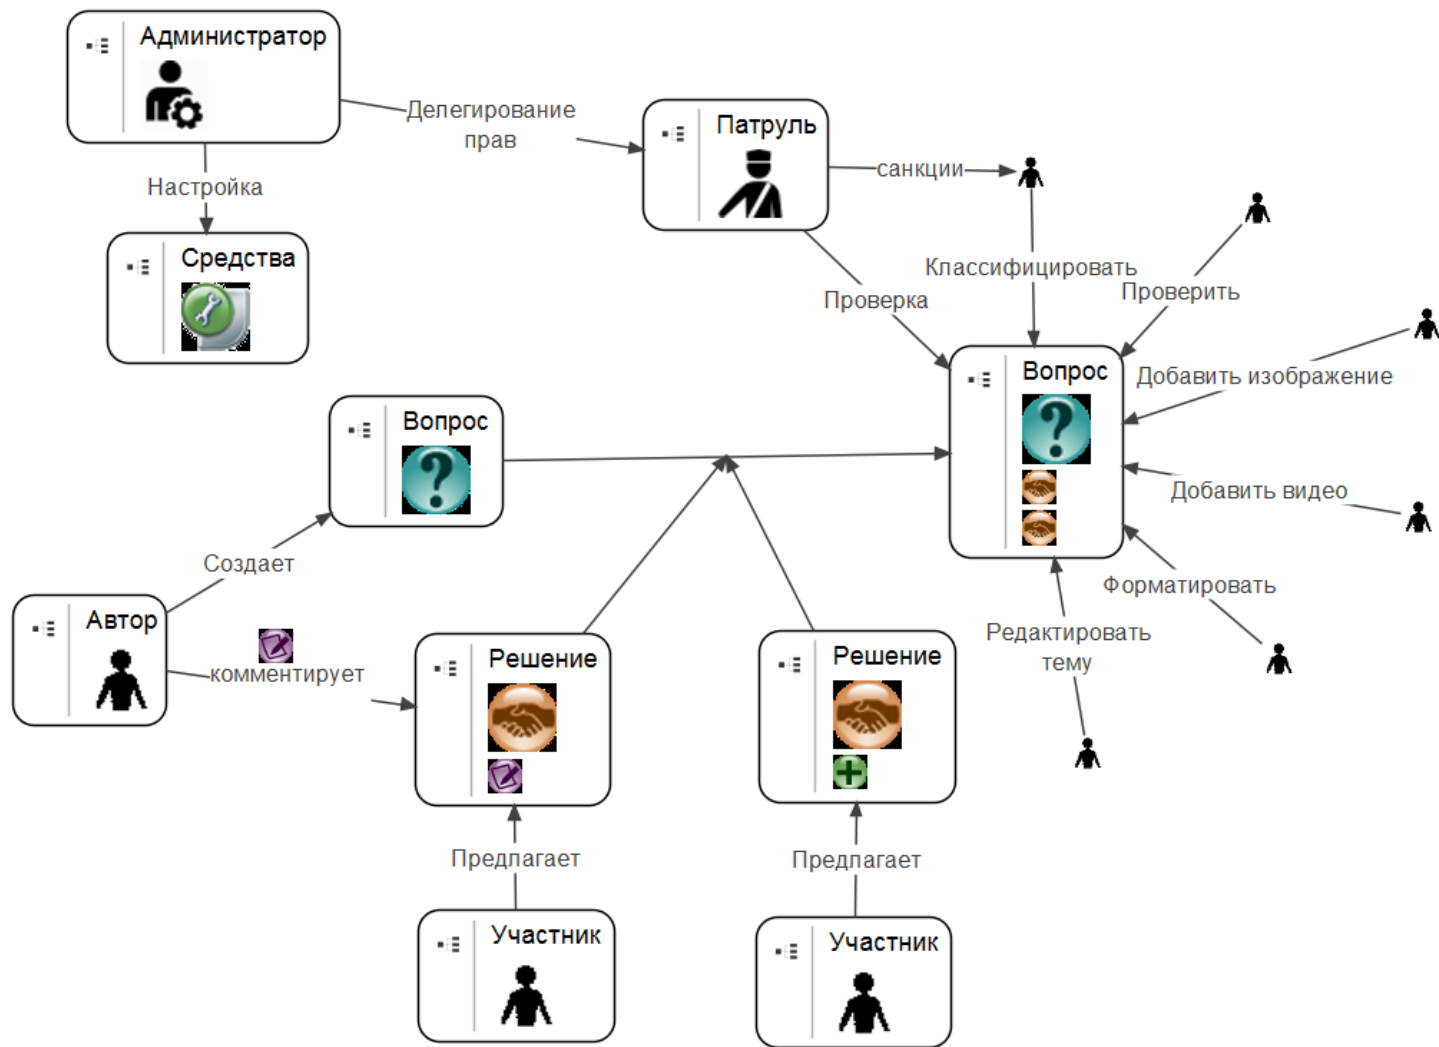 Администратор
Делегирование
прав
Патруль
санкции
Настройка
Средства
Классифицировать
Проверить
Проверка
Вопрос
Добавить изображение
Вопрос
Добавить видео
Создает
Форматировать
Автор
комментирует
Решение
Решение
Редактировать
тему
Предлагает
Предлагает
Участник
Участник